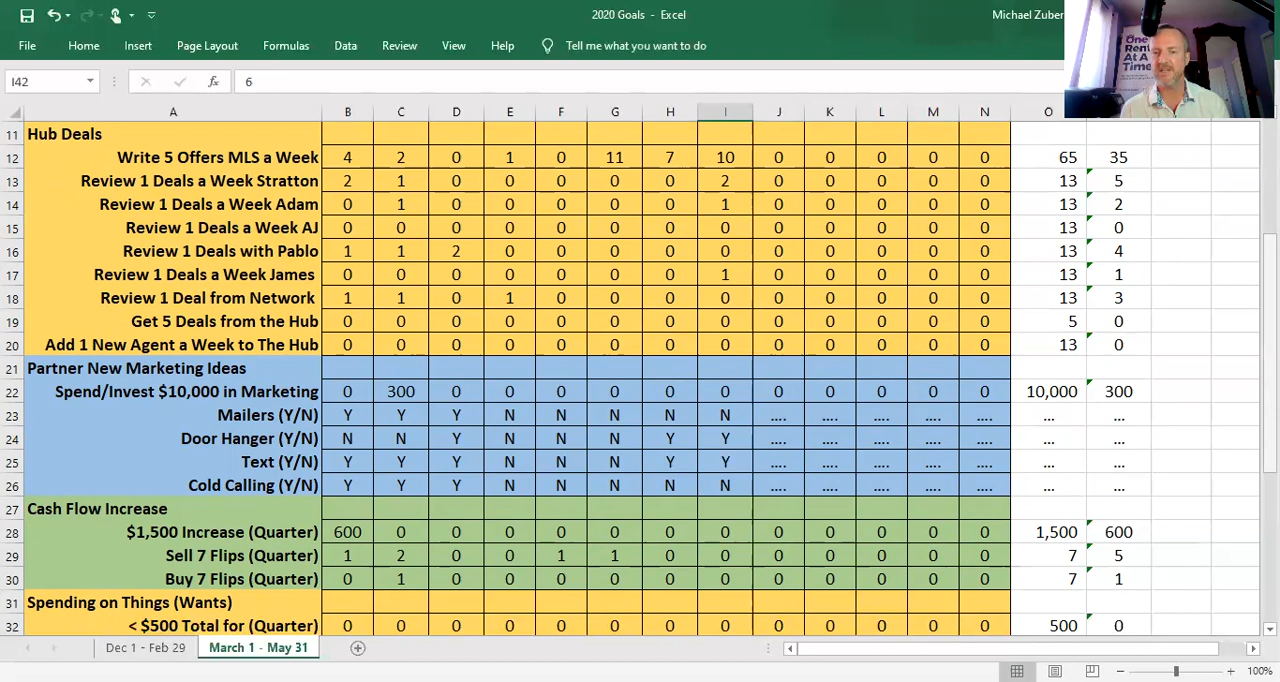 2020 Goals - Excel
Michael Zuber
File Home Insert Page Layout Formulas Data Review View Help Tell me what you want to do
One
Rental
At A
Time
I42 fx 6
A B C D E F G H I J K L M N O
11 Hub Deals
12 Write 5 Offers MLS a Week 4 2 0 1 0 11 7 10 0 0 0 0 0 65 35
13 Review 1 Deals a Week Stratton 2 1 0 0 0 0 0 2 0 0 0 0 0 13 5
14 Review 1 Deals a Week Adam 0 1 0 0 0 0 0 1 0 0 0 0 0 13 2
15 Review 1 Deals a Week AJ 0 0 0 0 0 0 0 0 0 0 0 0 0 13 0
16 Review 1 Deals with Pablo 1 1 2 0 0 0 0 0 0 0 0 0 0 13 4
17 Review 1 Deals a Week James 0 0 0 0 0 0 0 1 0 0 0 0 0 13 1
18 Review 1 Deal from Network 1 1 0 1 0 0 0 0 0 0 0 0 0 13 3
19 Get 5 Deals from the Hub 0 0 0 0 0 0 0 0 0 0 0 0 0 5 0
20 Add 1 New Agent a Week to The Hub 0 0 0 0 0 0 0 0 0 0 0 0 0 13 0
21 Partner New Marketing Ideas
22 Spend/Invest $10,000 in Marketing 0 300 0 0 0 0 0 0 0 0 0 0 0 10,000 300
23 Mailers (Y/N) Y Y Y N N N N N .... .... .... .... .... ... ...
24 Door Hanger (Y/N) N N Y N N N Y Y .... .... .... .... .... ... ...
25 Text (Y/N) Y Y Y N N N Y Y .... .... .... .... .... ... ...
26 Cold Calling (Y/N) Y Y Y N N N N N .... .... .... .... .... ... ...
27 Cash Flow Increase
28 $1,500 Increase (Quarter) 600 0 0 0 0 0 0 0 0 0 0 0 0 1,500 600
29 Sell 7 Flips (Quarter) 1 2 0 0 1 1 0 0 0 0 0 0 0 7 5
30 Buy 7 Flips (Quarter) 0 1 0 0 0 0 0 0 0 0 0 0 0 7 1
31 Spending on Things (Wants)
32 < $500 Total for (Quarter) 0 0 0 0 0 0 0 0 0 0 0 0 0 500 0
Dec 1 - Feb 29 March 1 - May 31
100%